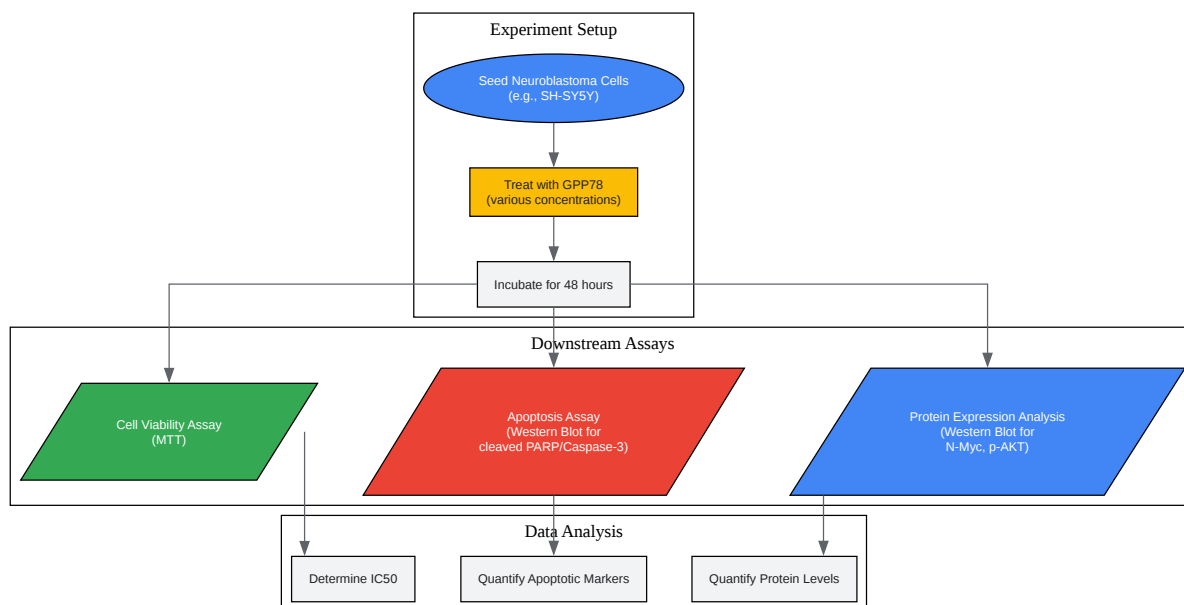 Experiment Setup
Seed Neuroblastoma Cells
(e.g., SH-SY5Y)
Treat with GPP78
(various concentrations)
Incubate for 48 hours
Downstream Assays
Cell Viability Assay
(MTT)
Apoptosis Assay
(Western Blot for
cleaved PARP/Caspase-3)
Protein Expression Analysis
(Western Blot for
N-Myc, p-AKT)
Data Analysis
Determine IC50
Quantify Apoptotic Markers
Quantify Protein Levels